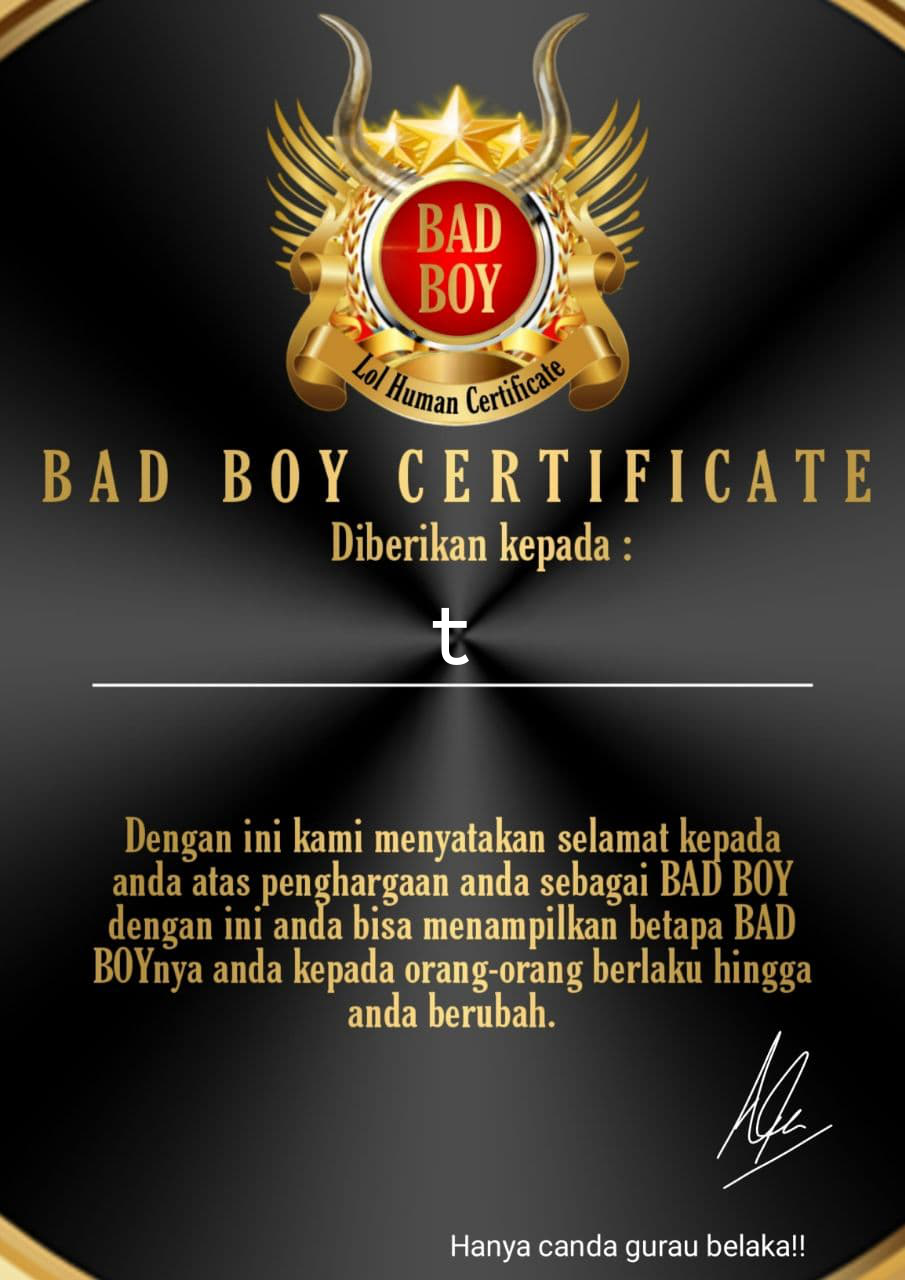 BAD
BOY
Lol Human Certificate
BAD BOY CERTIFICATE
Diberikan kepada :
t
Dengan ini kami menyatakan selamat kepada
anda atas penghargaan anda sebagai BAD BOY
dengan ini anda bisa menampilkan betapa BAD
BOYnya anda kepada orang-orang berlaku hingga
anda berubah.
Hanya canda gurau belaka!!